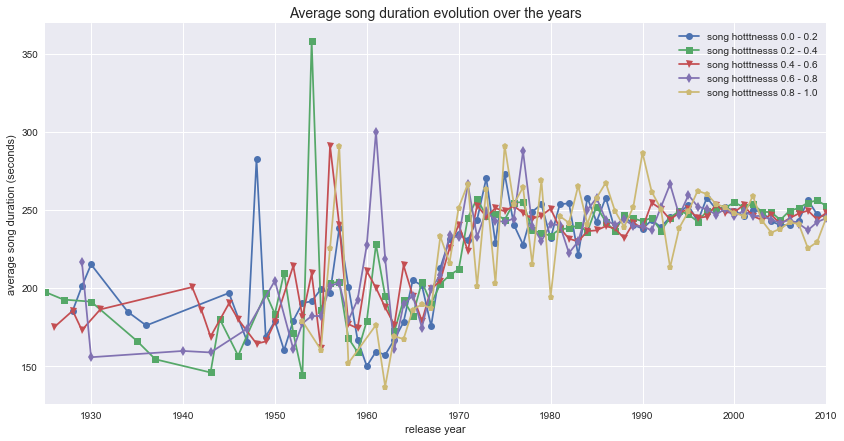 Average song duration evolution over the years
song hotttnesss 0.0 - 0.2
song hotttnesss 0.2 - 0.4
song hotttnesss 0.4 - 0.6
song hotttnesss 0.6 - 0.8
song hotttnesss 0.8 - 1.0
average song duration (seconds)
350
300
250
200
150
1930 1940 1950 1960 1970 1980 1990 2000 2010
release year